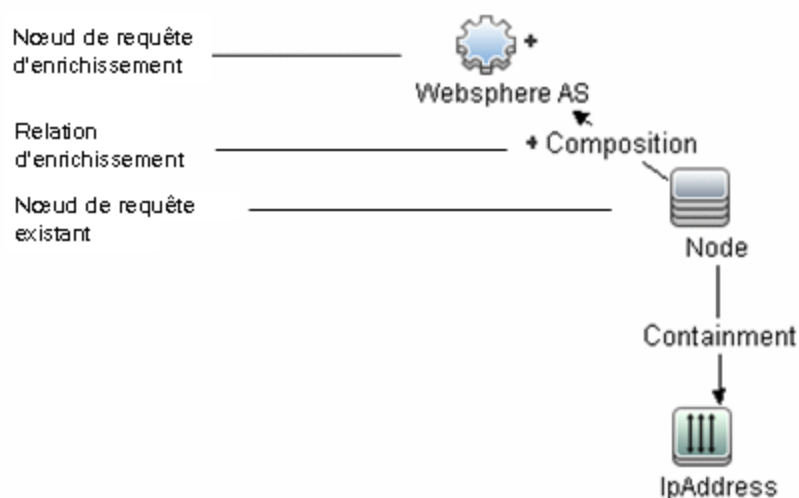 Nœud de requête
d'enrichissement
Websphere AS
Relation
d'enrichissement
Composition
Nœud de requête
existant
Node
Containment
IpAddress